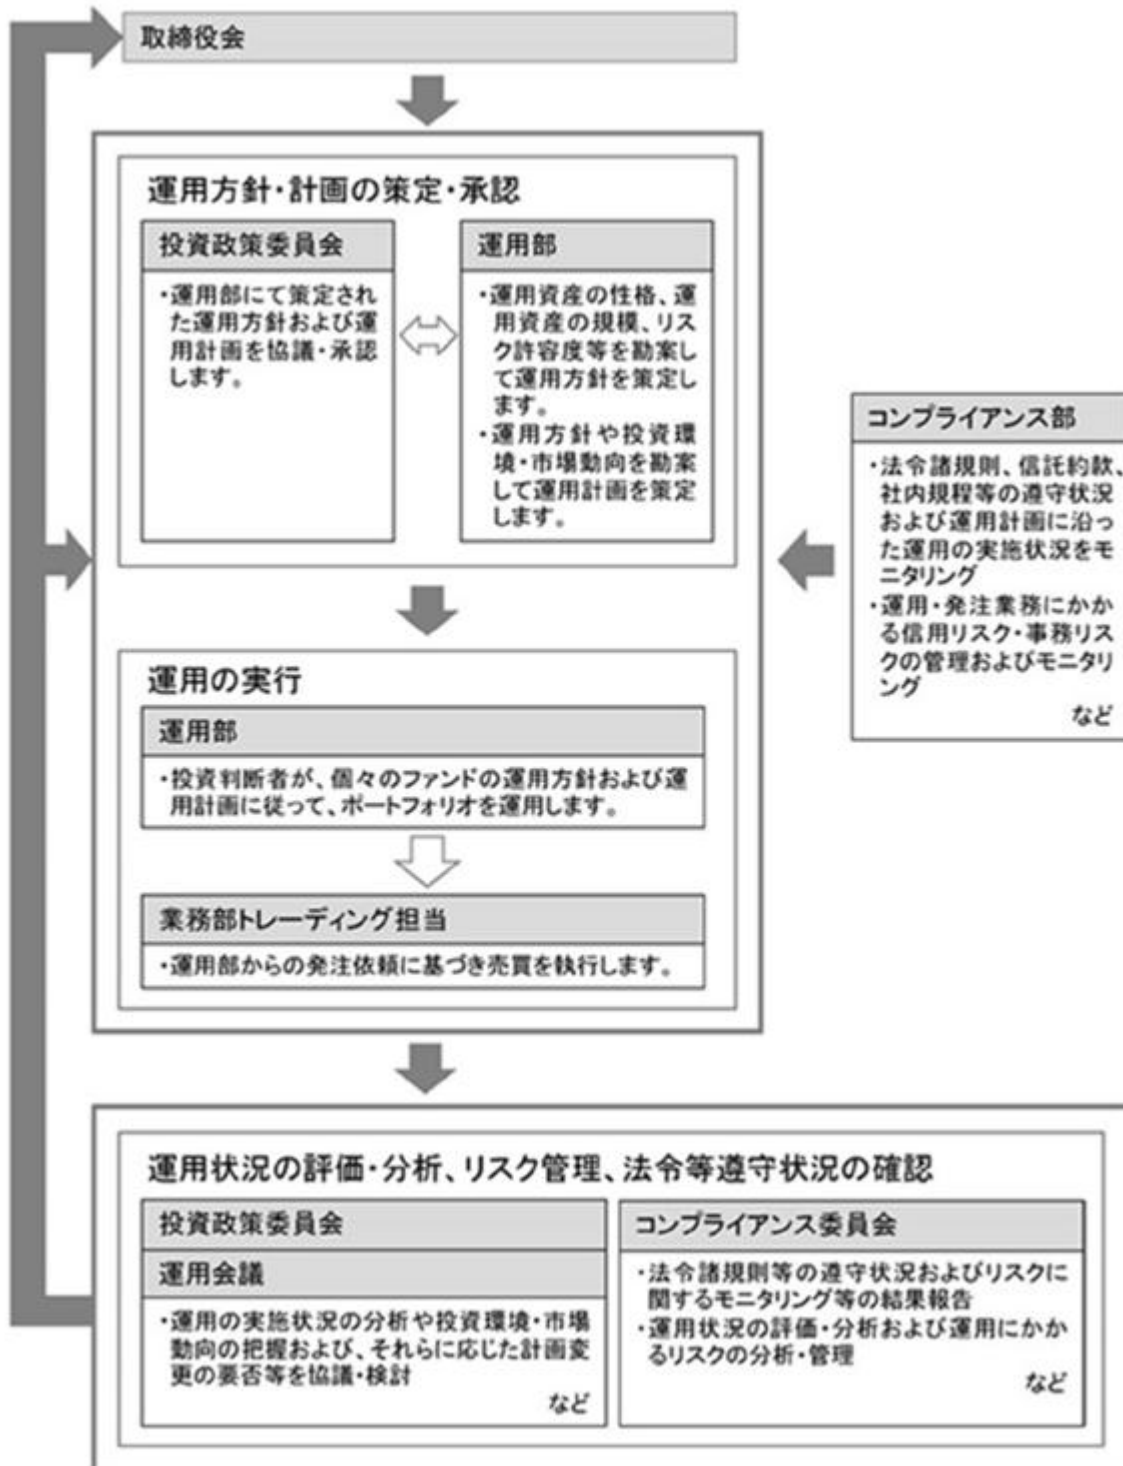 取締役会
運用方針・計画の策定・承認
投資政策委員会
・運用部にて策定され
た運用方針および運
用計画を協議・承認
します。
運用部
・運用資産の性格、運
用資産の規模、リス
ク許容度等を勘案し
て運用方針を策定し
ます。
・運用方針や投資環
境・市場動向を勘案
して運用計画を策定
します。
コンプライアンス部
・法令諸規則、信託約款、
社内規程等の遵守状況
および運用計画に沿っ
た運用の実施状況をモ
ニタリング
・運用・発注業務にかか
る信用リスク・事務リス
クの管理およびモニタリ
ング
など
運用の実行
運用部
・投資判断者が、個々のファンドの運用方針および運
用計画に従って、ポートフォリオを運用します。
業務部トレーディング担当
・運用部からの発注依頼に基づき売買を執行します。
運用状況の評価・分析、リスク管理、法令等遵守状況の確認
投資政策委員会
運用会議
・運用の実施状況の分析や投資環境・市場
動向の把握および、それらに応じた計画変
更の要否等を協議・検討
など
コンプライアンス委員会
・法令諸規則等の遵守状況およびリスクに
関するモニタリング等の結果報告
・運用状況の評価・分析および運用にかか
るリスクの分析・管理
など